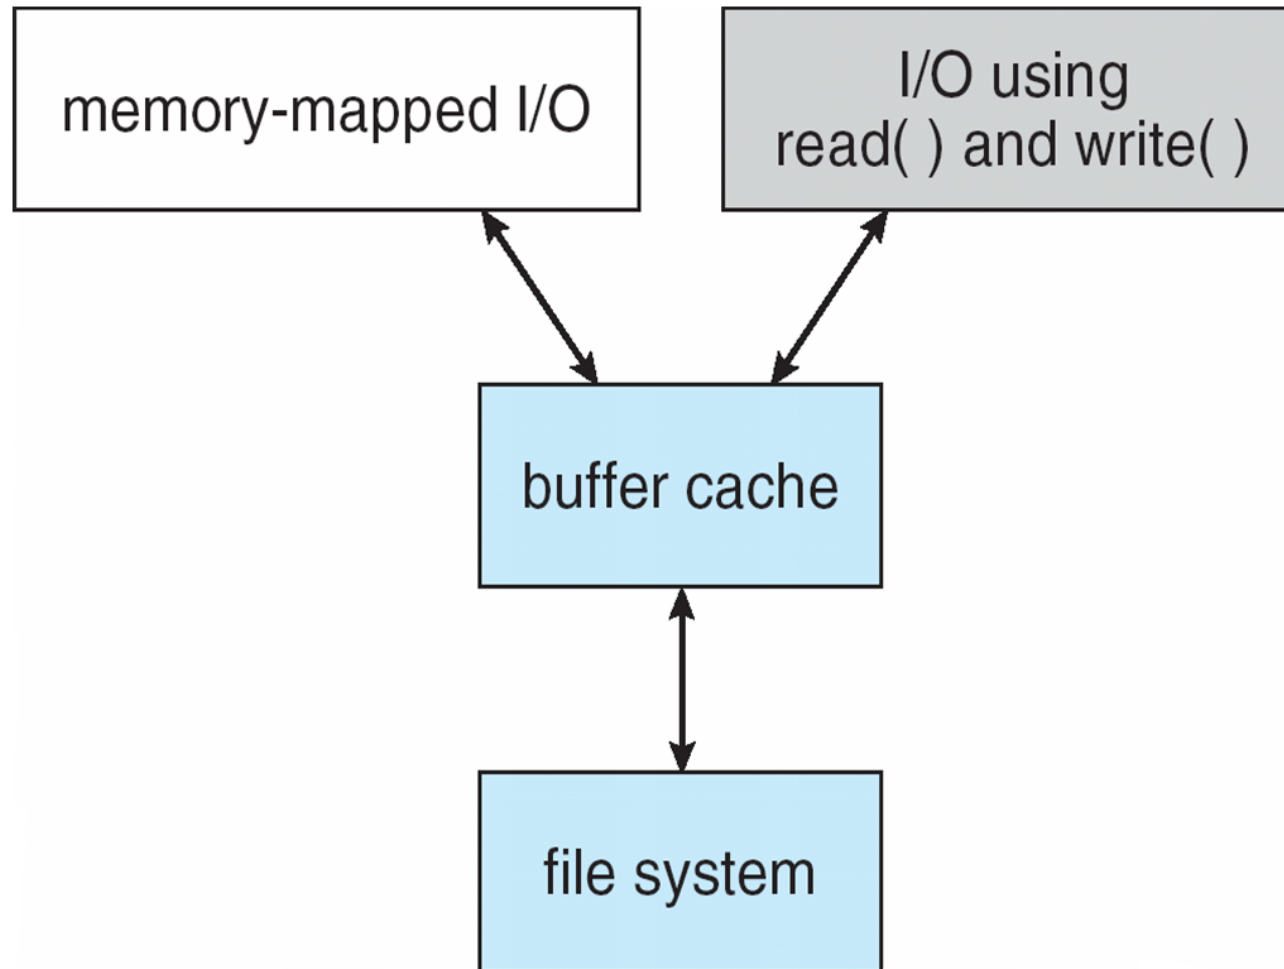 memory-mapped I/O
I/O using
read( ) and write( )
buffer cache
file system